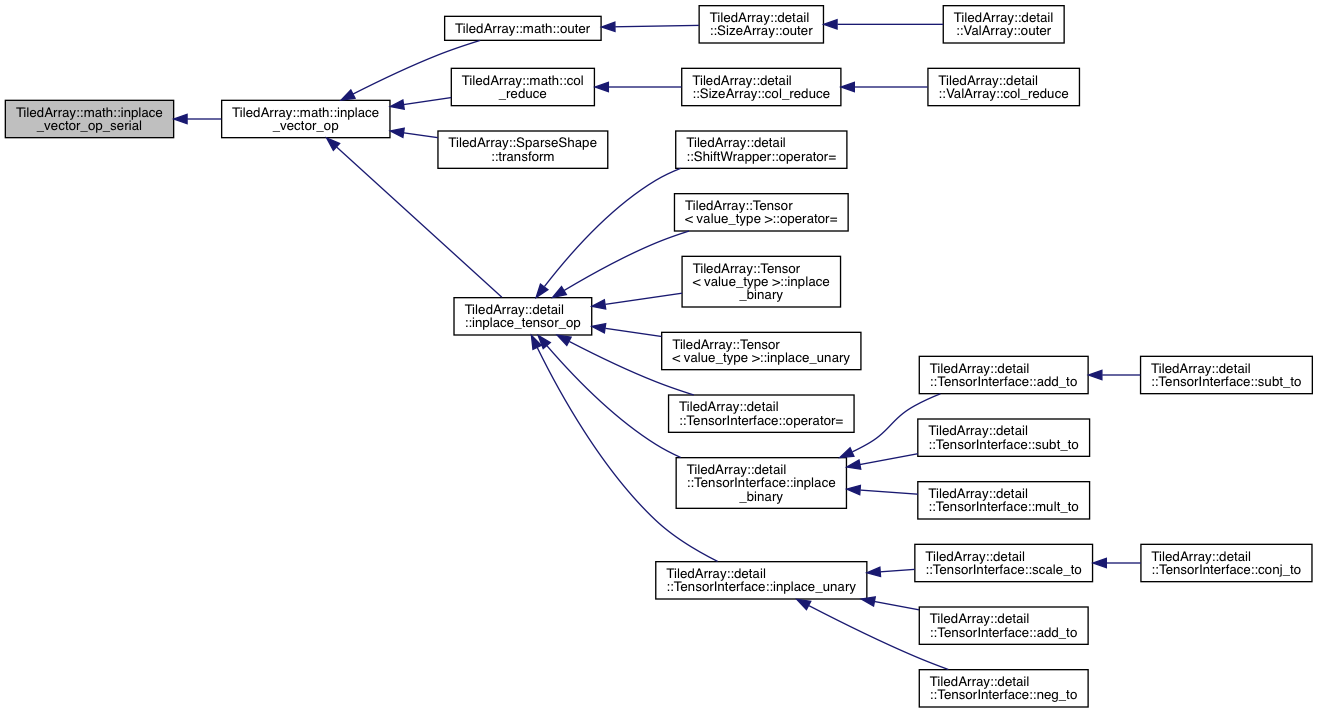 TiledArray::math::inplace
_vector_op_serial
TiledArray::math::inplace
_vector_op
TiledArray::math::outer
TiledArray::detail
::SizeArray::outer
TiledArray::detail
::ValArray::outer
TiledArray::math::col
_reduce
TiledArray::detail
::SizeArray::col_reduce
TiledArray::detail
::ValArray::col_reduce
TiledArray::SparseShape
::transform
TiledArray::detail
::inplace_tensor_op
TiledArray::detail
::ShiftWrapper::operator=
TiledArray::Tensor
< value_type >::operator=
TiledArray::Tensor
< value_type >::inplace
_binary
TiledArray::Tensor
< value_type >::inplace_unary
TiledArray::detail
::TensorInterface::operator=
TiledArray::detail
::TensorInterface::inplace
_binary
TiledArray::detail
::TensorInterface::add_to
TiledArray::detail
::TensorInterface::subt_to
TiledArray::detail
::TensorInterface::subt_to
TiledArray::detail
::TensorInterface::mult_to
TiledArray::detail
::TensorInterface::inplace_unary
TiledArray::detail
::TensorInterface::scale_to
TiledArray::detail
::TensorInterface::conj_to
TiledArray::detail
::TensorInterface::add_to
TiledArray::detail
::TensorInterface::neg_to